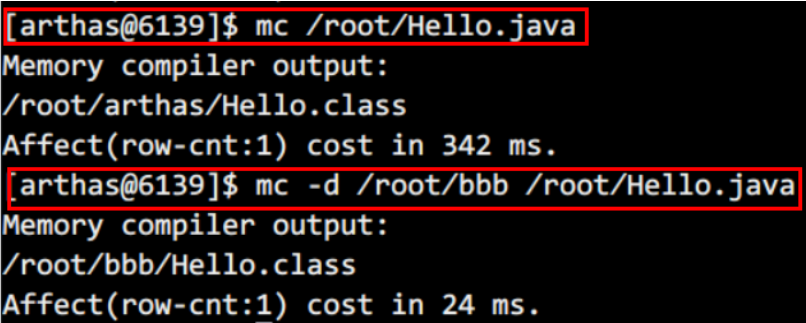 [arthas@6139]$ mc /root/Hello.java
Memory compiler output:
/root/arthas/Hello.class
Affect(row-cnt:1) cost in 342 ms.
[arthas@6139]$ mc -d /root/bbb /root/Hello.java
Memory compiler output:
/root/bbb/Hello.class
Affect(row-cnt:1) cost in 24 ms.